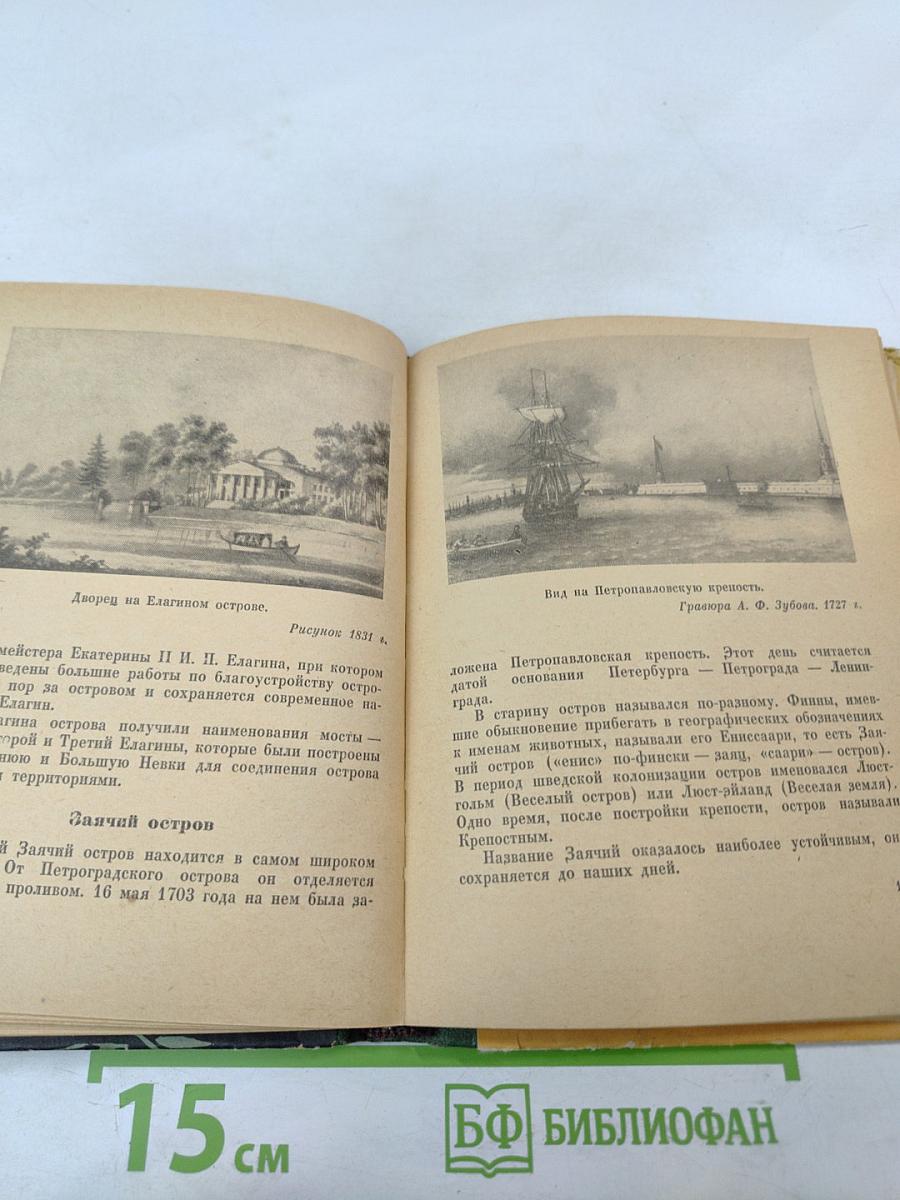 Дворец на Елагином острове.
Рисунок 1831 г.
мейстера Екатерины II И. П. Елагина, при котором
ведены большие работы по благоустройству остро-
пор за островом и сохраняется современное на-
Елагин.
агина острова получили наименования мосты —
торой и Третий Елагины, которые были построены
нюю и Большую Невки для соединения острова
и территориями.
Заячий остров
й Заячий остров находится в самом широком
От Петроградского острова он отделяется
проливом. 16 мая 1703 года на нем была за-
Вид на Петропавловскую крепость.
Гравюра А. Ф. Зубова. 1727 г.
ложена Петропавловская крепость. Этот день считается
датой основания Петербурга — Петрограда — Ленин-
града.
В старину остров назывался по-разному. Финны, имев-
шие обыкновение прибегать в географических обозначениях
к именам животных, называли его Ениссаари, то есть Зая-
чий остров («енис» по-фински — заяц, «саари» — остров).
В период шведской колонизации остров именовался Люст-
гольм (Веселый остров) или Люст-эйланд (Веселая земля).
Одно время, после постройки крепости, остров называли
Крепостным.
Название Заячий оказалось наиболее устойчивым, он
сохраняется до наших дней.
15 см
БФ БИБЛИОФАН